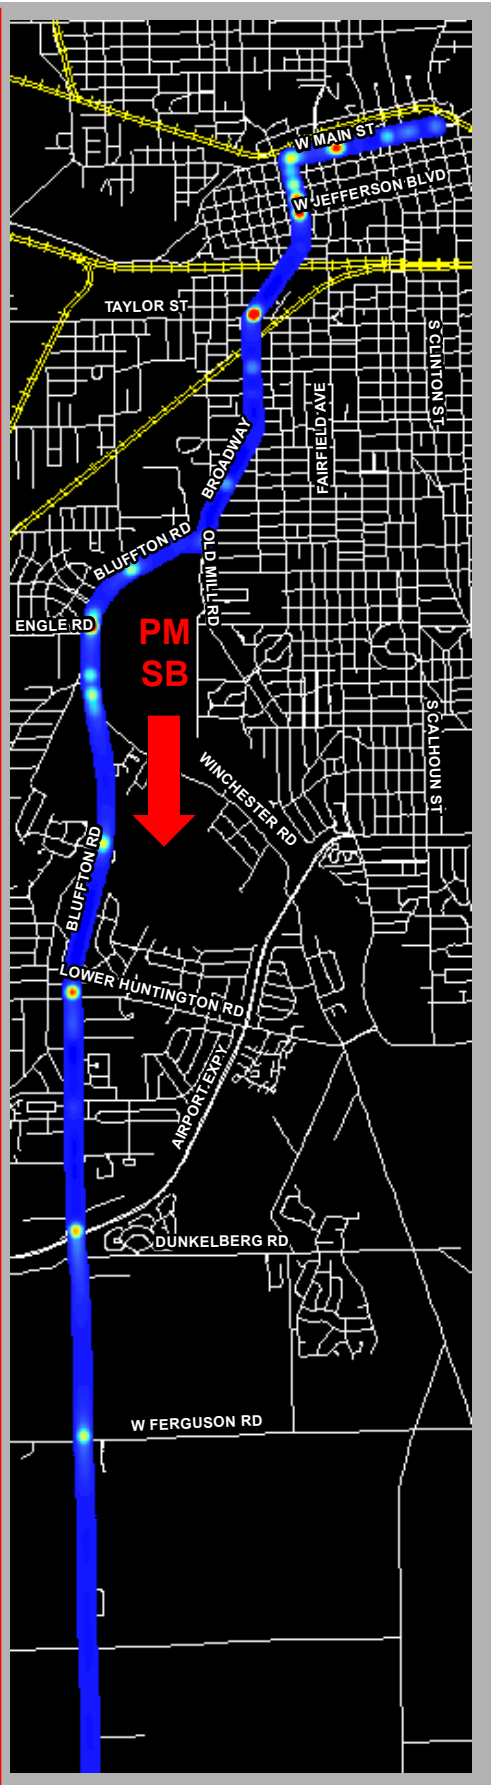 W MAIN ST
W JEFFERSON BLVD
TAYLOR ST
S CLINTON ST
FAIRFIELD AVE
BROADWAY
BLUFFTON RD
OLD MILL RD
ENGLE RD
PM
SB
S CALHOUN ST
WINCHESTER RD
BLUFFTON RD
LOWER HUNTINGTON RD
AIRPORT EXPY
DUNKELBERG RD
W FERGUSON RD